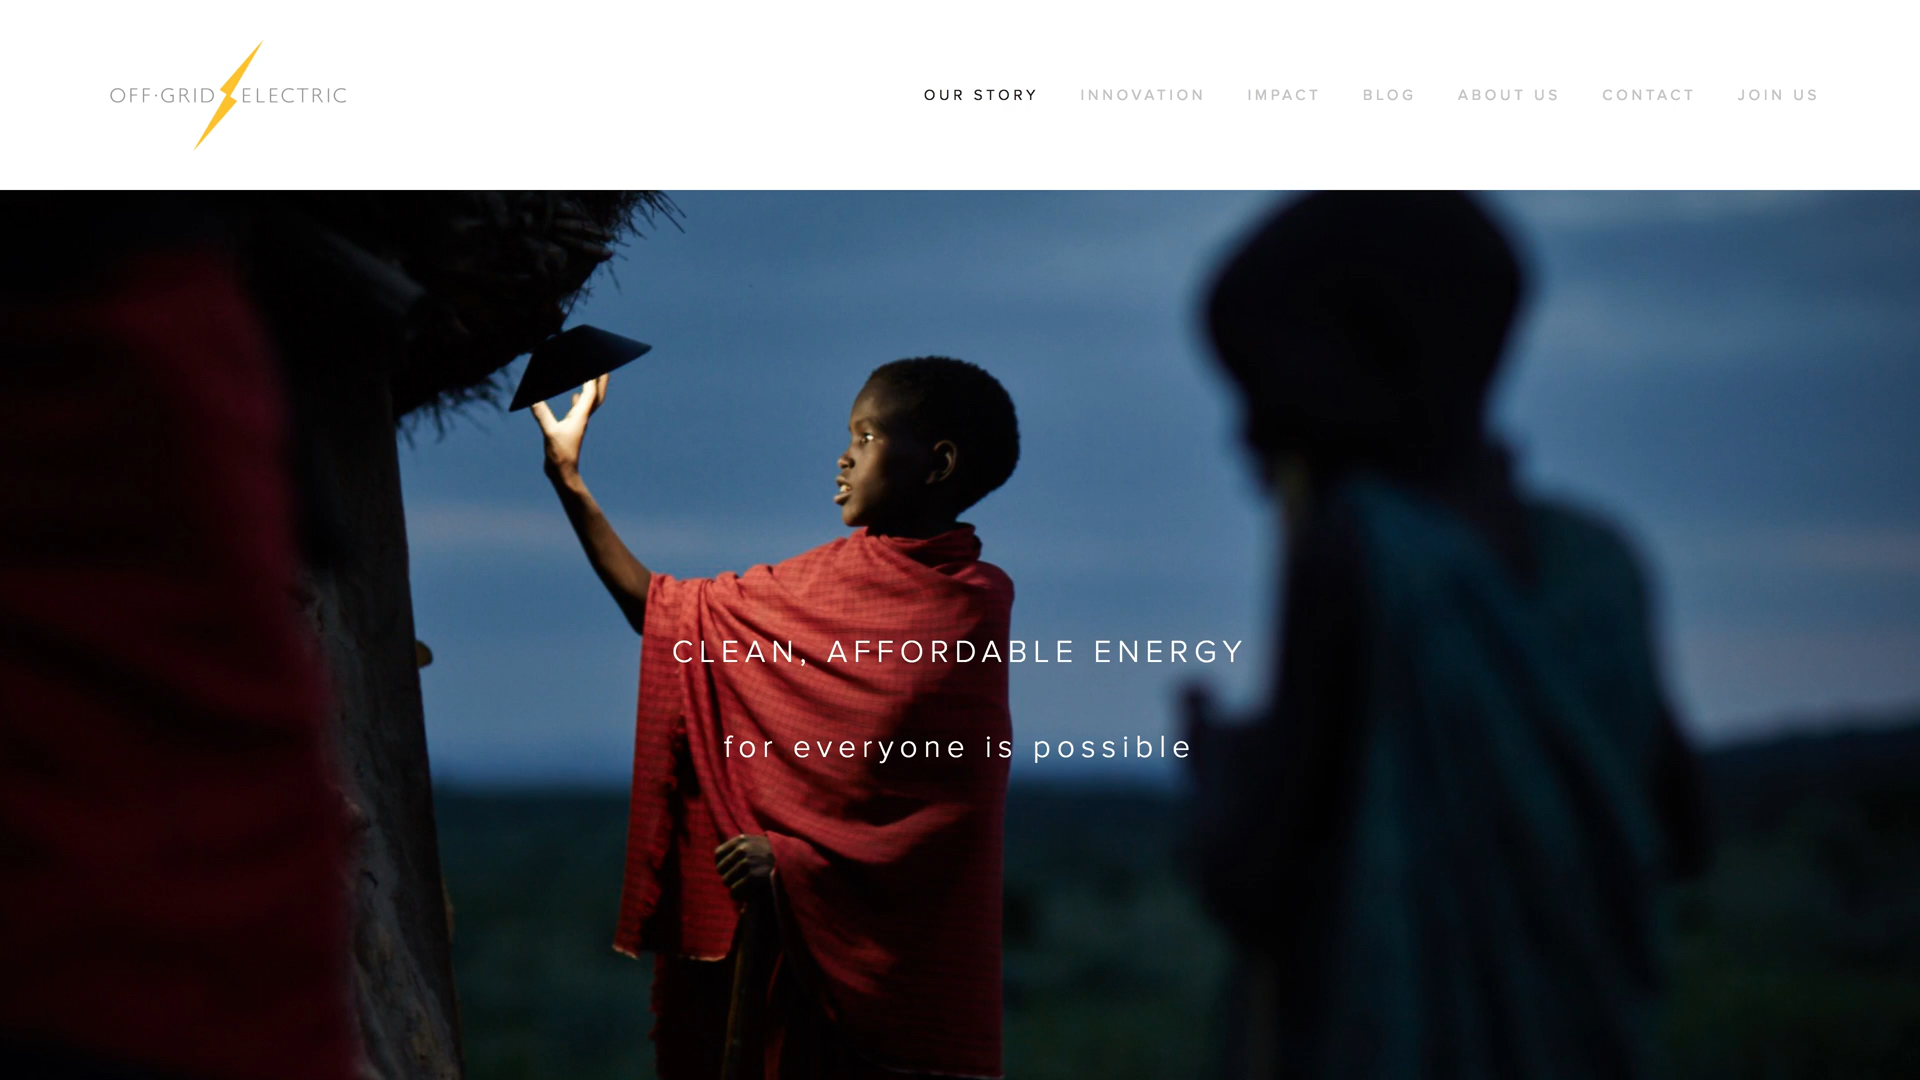 OFF·GRID ELECTRIC
OUR STORY INNOVATION IMPACT BLOG ABOUT US CONTACT JOIN US
CLEAN, AFFORDABLE ENERGY
for everyone is possible